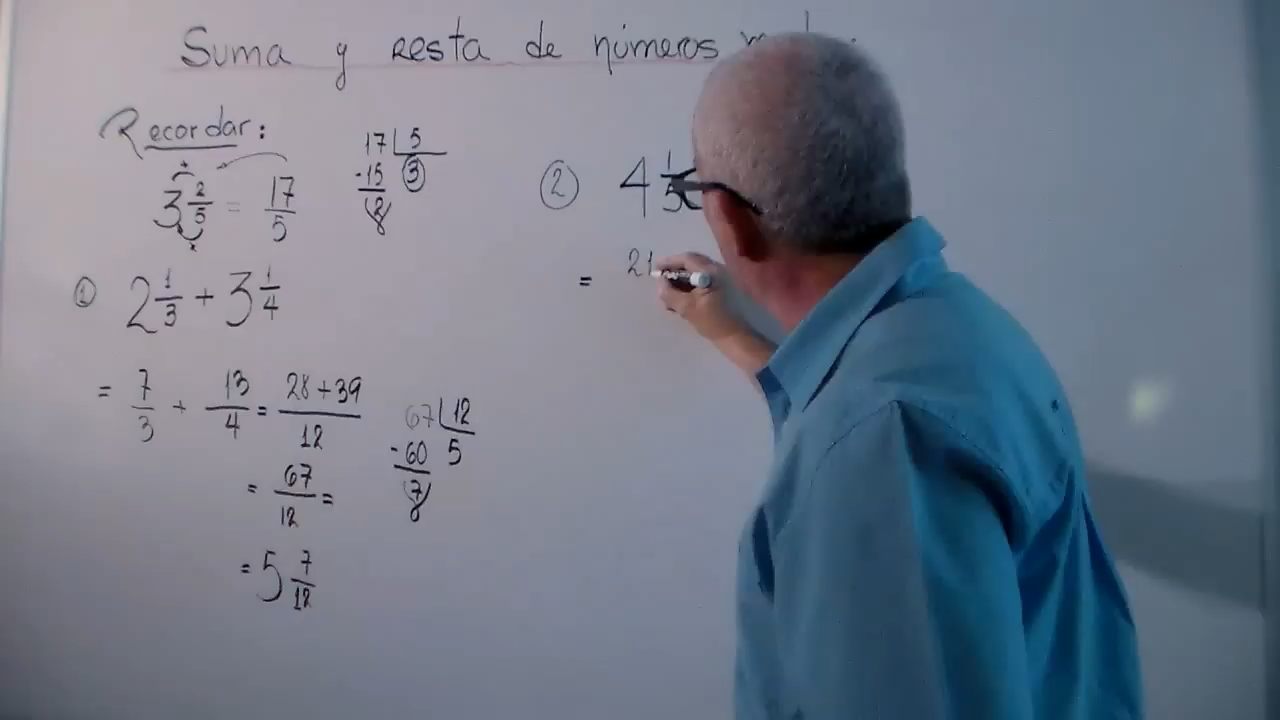 Suma y Resta de números
Recordar:
3 2/5 = 17/5
17 | 5
-15 3
2
① 2 1/3 + 3 1/4
= 7/3 + 13/4 = 28+39/12
= 67/12 =
= 5 7/12
67 | 12
-60 5
7
② 4 1/5
= 21